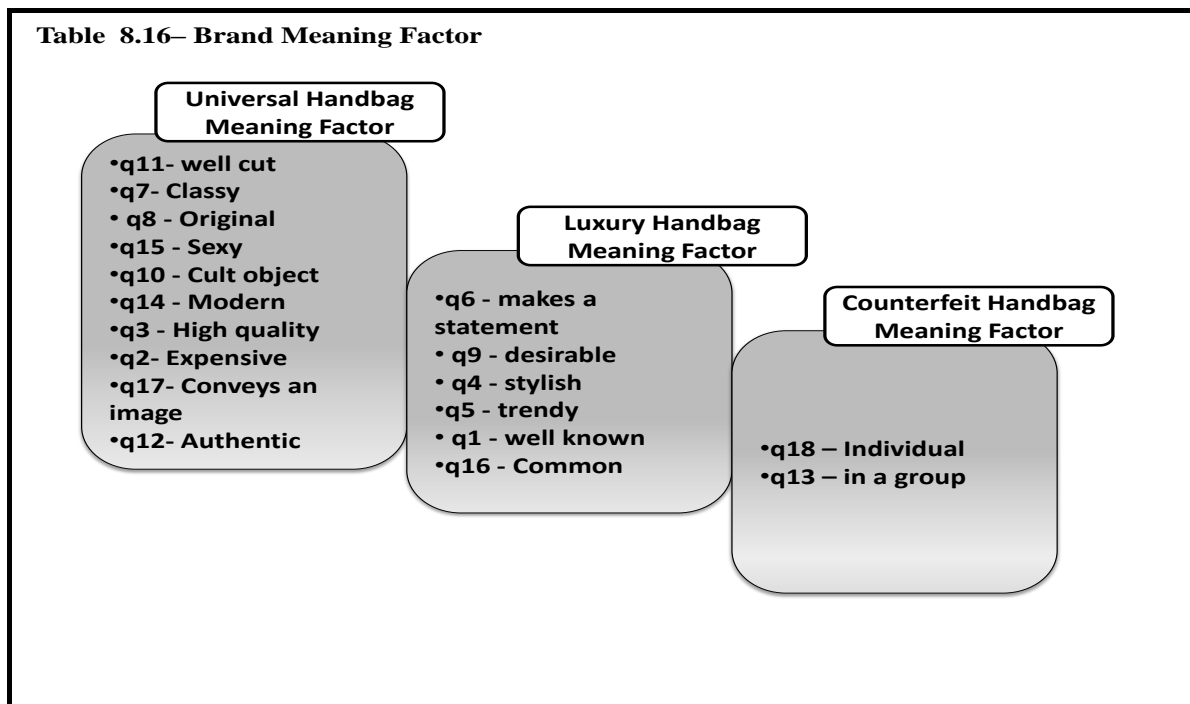 Table 8.16– Brand Meaning Factor
Universal Handbag
Meaning Factor
•q11- well cut
•q7- Classy
• q8 - Original
•q15 - Sexy
•q10 - Cult object
•q14 - Modern
•q3 - High quality
•q2- Expensive
•q17- Conveys an
image
•q12- Authentic
Luxury Handbag
Meaning Factor
•q6 - makes a
statement
• q9 - desirable
•q4 - stylish
•q5 - trendy
• q1 - well known
•q16 - Common
Counterfeit Handbag
Meaning Factor
•q18 – Individual
•q13 – in a group